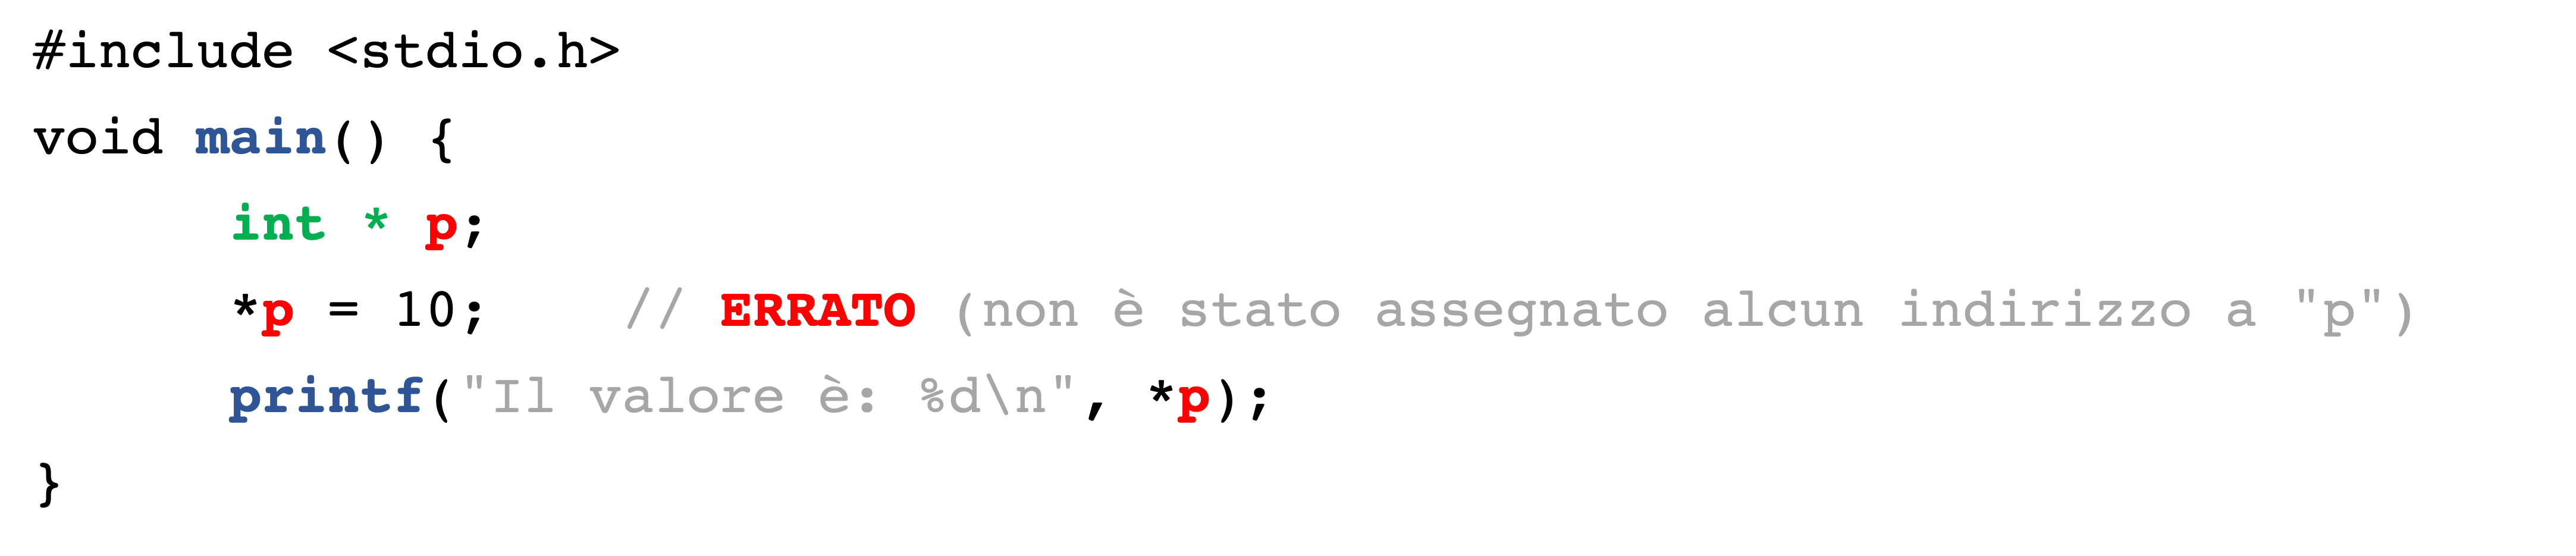 #include <stdio.h>
void main() {
int * p;
*p = 10; // ERRATO (non è stato assegnato alcun indirizzo a "p")
printf("Il valore è: %d\n", *p);
}